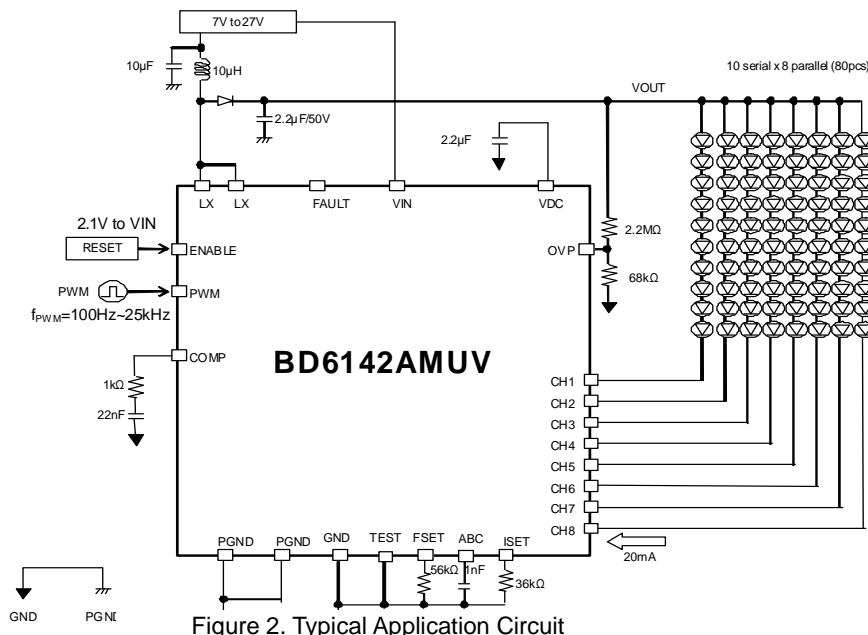 7V to 27V
10µF
10µH
VOUT
10 serial x 8 parallel (80pcs)
2.2µF/50V
2.2µF
LX
LX
FAULT
VIN
VDC
2.1V to VIN
RESET
ENABLE
OVP
2.2MΩ
68kΩ
PWM
PWM
fPWM=100Hz~25kHz
COMP
BD6142AMUV
1kΩ
22nF
CH1
CH2
CH3
CH4
CH5
CH6
CH7
CH8
20mA
PGND
PGND
GND
TEST
FSET
ABC
ISET
56kΩ
1nF
36kΩ
GND
Figure 2. Typical Application Circuit